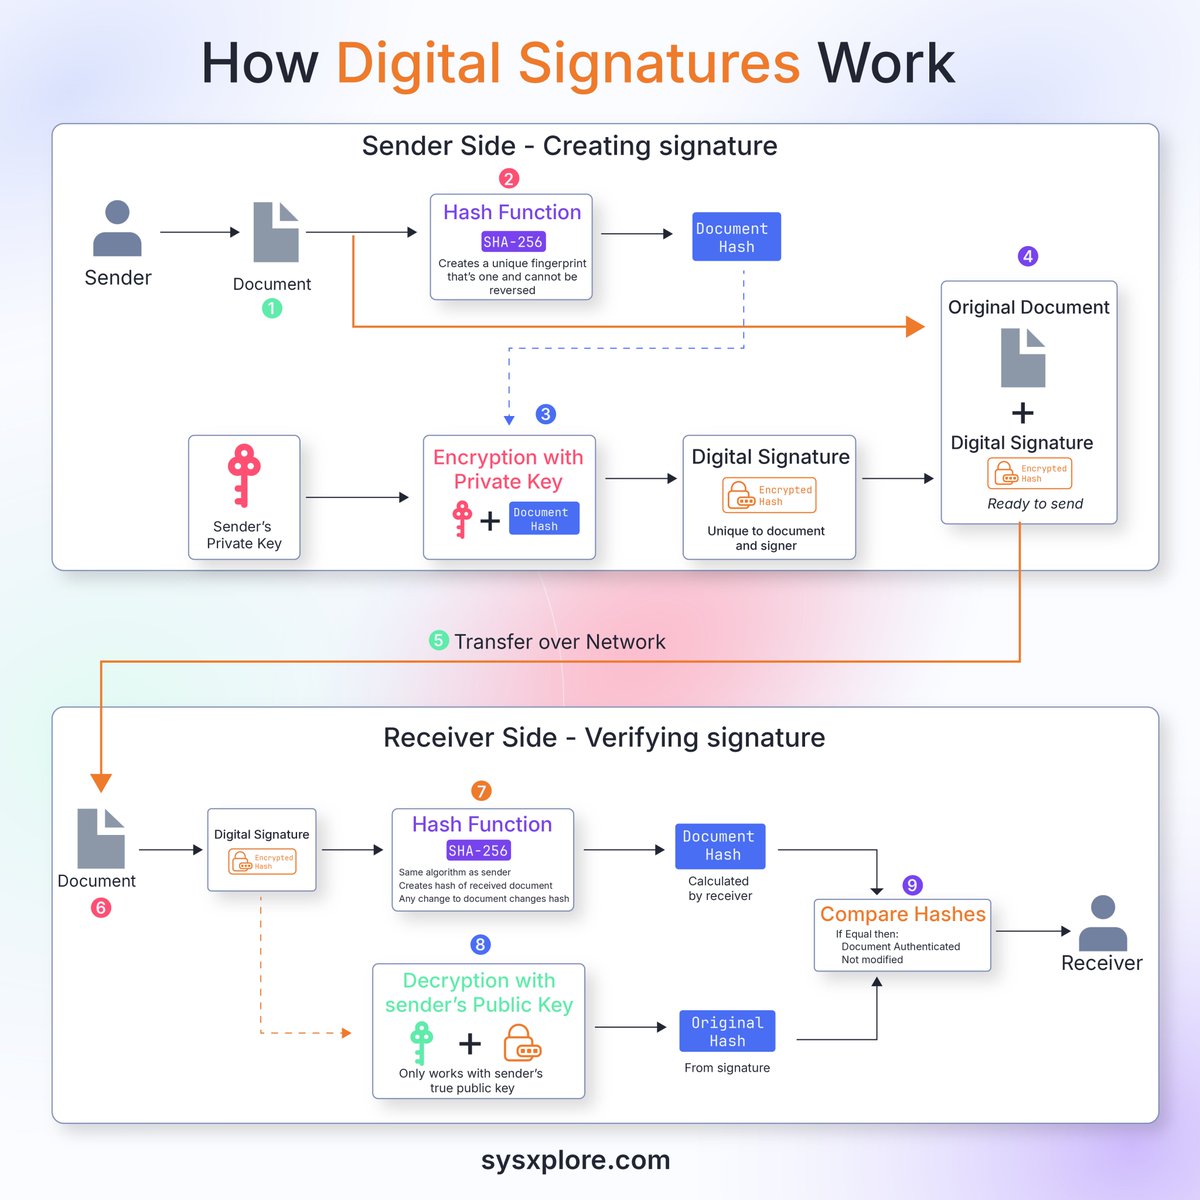 How Digital Signatures Work
Sender Side - Creating signature
2
Hash Function
SHA-256
Creates a unique fingerprint
that's one and cannot be
reversed
Document
Hash
Sender
Document
1
4
Original Document
+
Digital Signature
Encrypted
Hash
Ready to send
3
Sender's
Private Key
Encryption with
Private Key
+
Document
Hash
Digital Signature
Encrypted
Hash
Unique to document
and signer
5 Transfer over Network
Receiver Side - Verifying signature
Document
6
Digital Signature
Encrypted
Hash
7
Hash Function
SHA-256
Same algorithm as sender
Creates hash of received document
Any change to document changes hash
Document
Hash
Calculated
by receiver
8
Decryption with
sender's Public Key
+
Only works with sender's
true public key
Original
Hash
From signature
9
Compare Hashes
If Equal then:
Document Authenticated
Not modified
Receiver
sysxplore.com